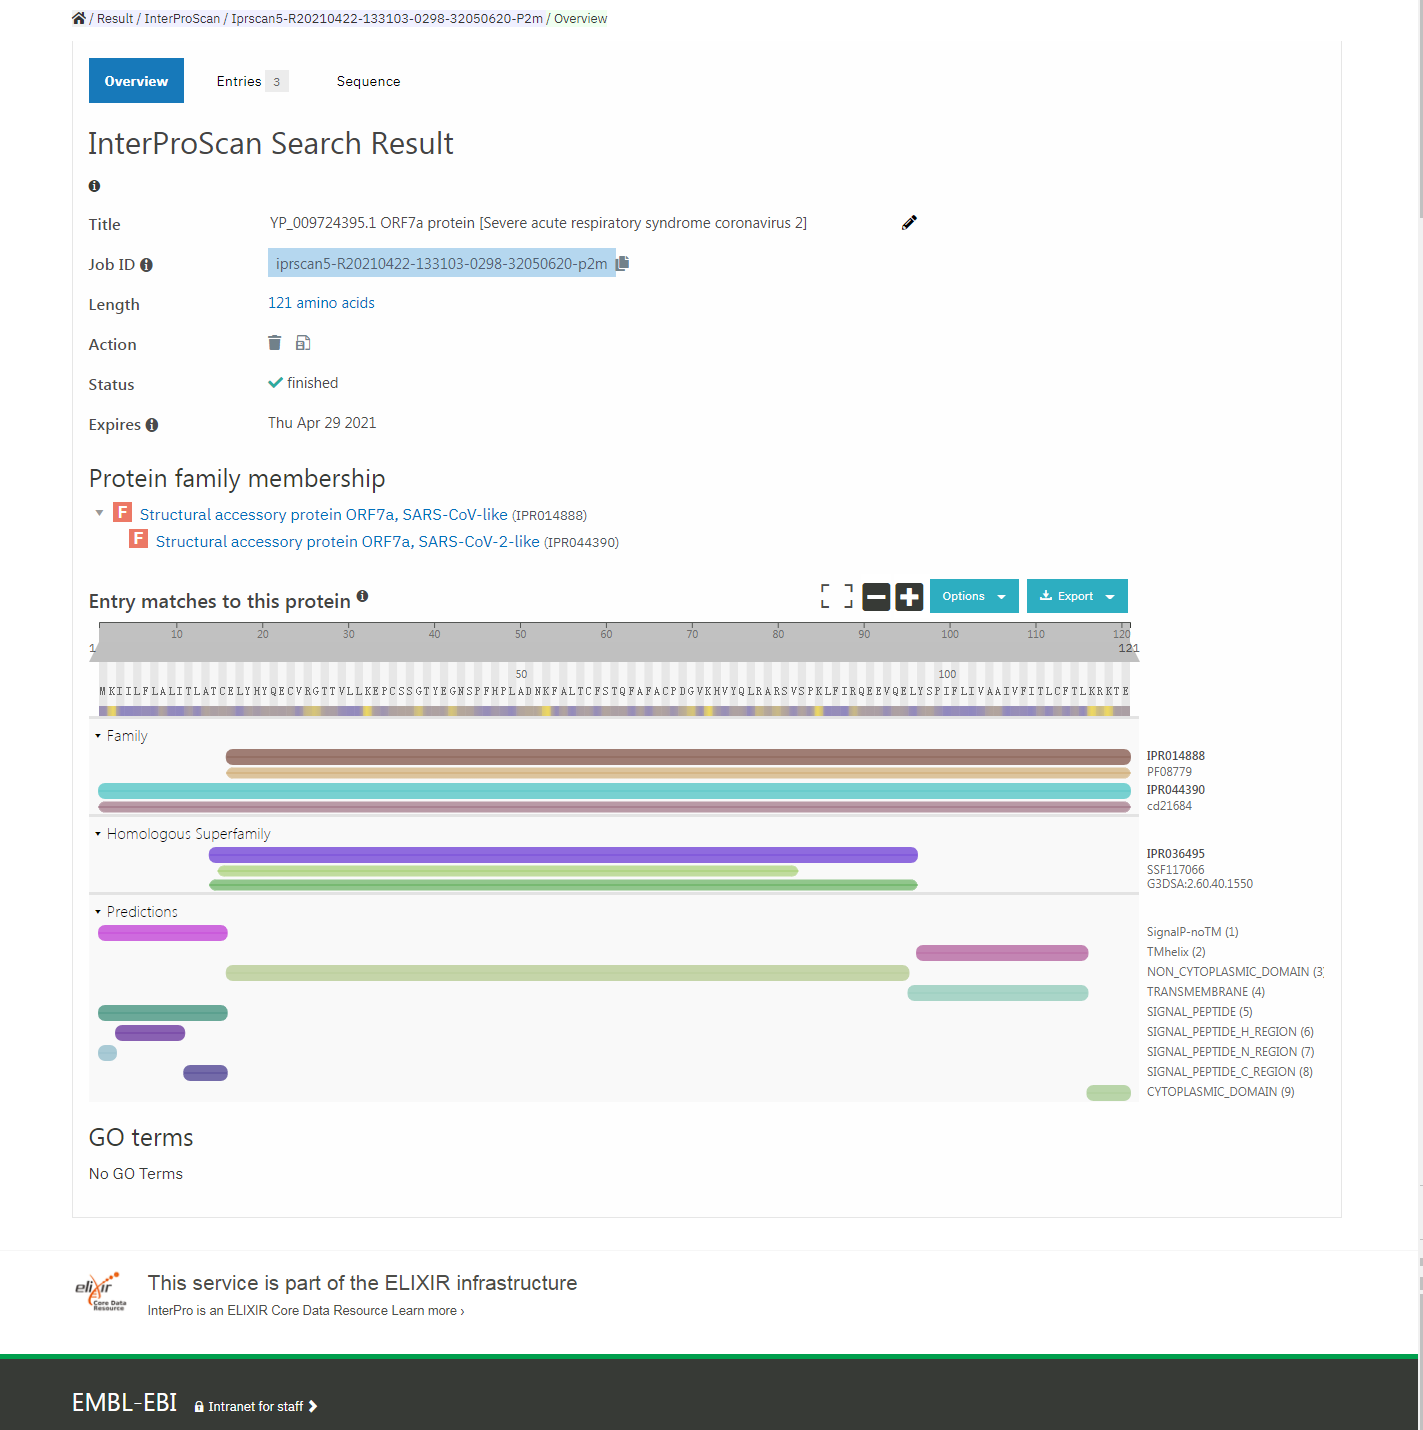 / Result / InterProScan / Iprscan5-R20210422-133103-0298-32050620-P2m / Overview
Overview Entries 3 Sequence
InterProScan Search Result
Title YP_009724395.1 ORF7a protein [Severe acute respiratory syndrome coronavirus 2]
Job ID iprscan5-R20210422-133103-0298-32050620-p2m
Length 121 amino acids
Action
Status finished
Expires Thu Apr 29 2021
Protein family membership
F Structural accessory protein ORF7a, SARS-CoV-like (IPR014888)
F Structural accessory protein ORF7a, SARS-CoV-2-like (IPR044390)
Entry matches to this protein Options Export
10 20 30 40 50 60 70 80 90 100 110 120
1 121
50 100
MKIILFLALITLATCELYHYQECVRGTTVLLKEPCSSGTYEGNSPFHPLADNKFALTCFSTQFAFACPDGVKHVYQLRARSVSPKLFIRQEEVQELYSPIFLIVAAIVFITLCFTLKRKTE
Family
IPR014888
PF08779
IPR044390
cd21684
Homologous Superfamily
IPR036495
SSF117066
G3DSA:2.60.40.1550
Predictions
SignalP-noTM (1)
TMhelix (2)
NON_CYTOPLASMIC_DOMAIN (3)
TRANSMEMBRANE (4)
SIGNAL_PEPTIDE (5)
SIGNAL_PEPTIDE_H_REGION (6)
SIGNAL_PEPTIDE_N_REGION (7)
SIGNAL_PEPTIDE_C_REGION (8)
CYTOPLASMIC_DOMAIN (9)
GO terms
No GO Terms
elixir
Core Data
Resource
This service is part of the ELIXIR infrastructure
InterPro is an ELIXIR Core Data Resource Learn more ›
EMBL-EBI Intranet for staff